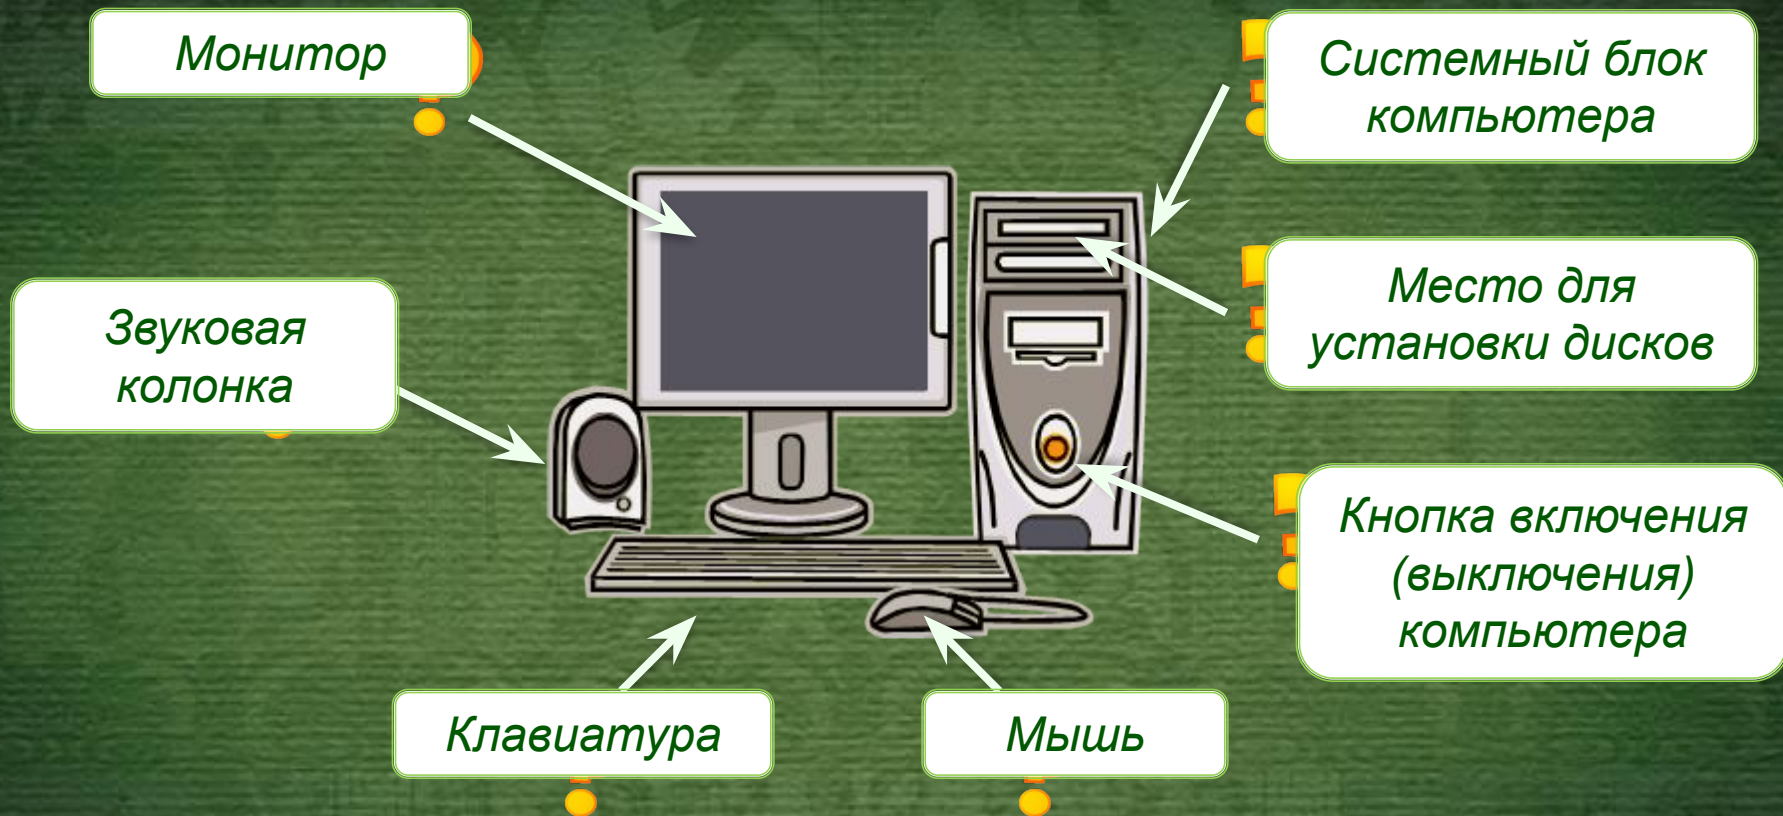 Монитор
Системный блок
компьютера
Звуковая
колонка
Место для
установки дисков
Кнопка включения
(выключения)
компьютера
Клавиатура
Мышь